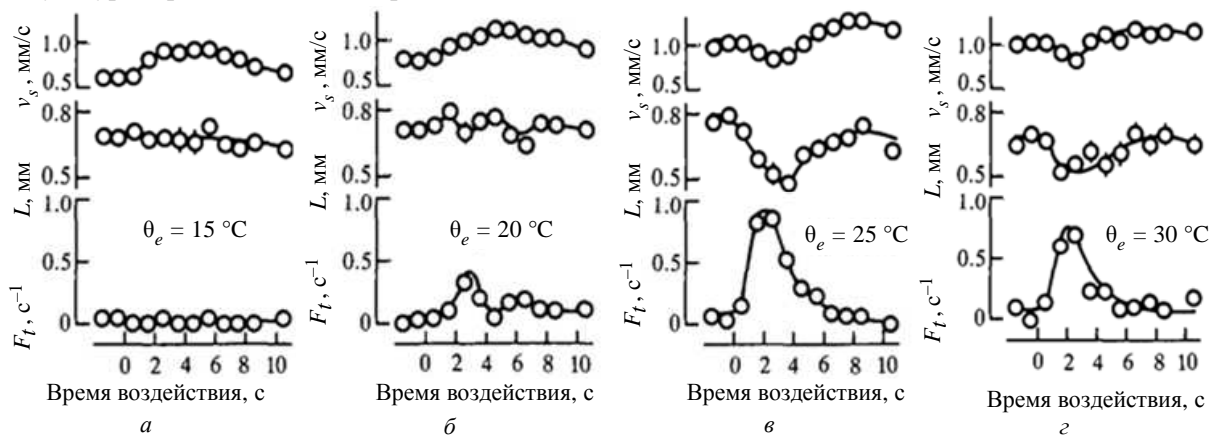 v_s, мм/с
1.0
0.5
L, мм
0.8
0.5
F_t, с⁻¹
1.0
0.5
0
θ_e = 15 °C
0 2 4 6 8 10
Время воздействия, с
а
v_s, мм/с
1.0
0.5
L, мм
0.8
0.5
F_t, с⁻¹
1.0
0.5
0
θ_e = 20 °C
0 2 4 6 8 10
Время воздействия, с
б
v_s, мм/с
1.0
0.5
L, мм
0.8
0.5
F_t, с⁻¹
1.0
0.5
0
θ_e = 25 °C
0 2 4 6 8 10
Время воздействия, с
в
v_s, мм/с
1.0
0.5
L, мм
0.8
0.5
F_t, с⁻¹
1.0
0.5
0
θ_e = 30 °C
0 2 4 6 8 10
Время воздействия, с
г